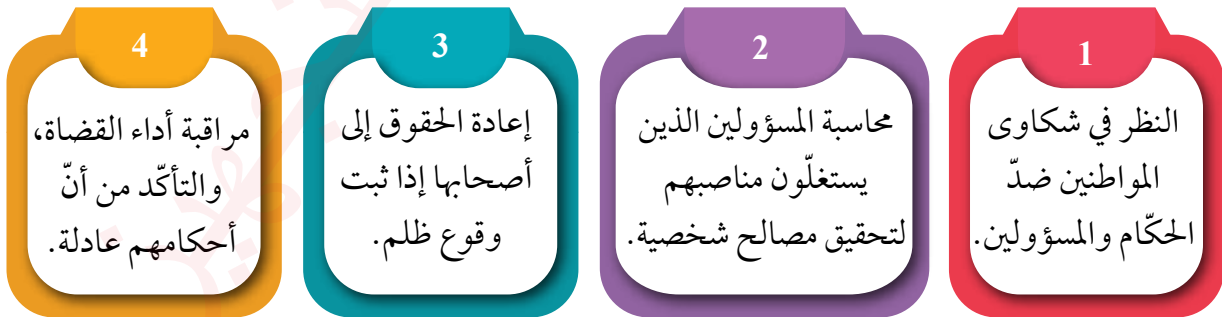 1
النظر في شكاوى
المواطنين ضدّ
الحكّام والمسؤولين.
2
محاسبة المسؤولين الذين
يستغلّون مناصبهم
لتحقيق مصالح شخصية.
3
إعادة الحقوق إلى
أصحابها إذا ثبت
وقوع ظلم.
4
مراقبة أداء القضاة،
والتأكّد من أنّ
أحكامهم عادلة.